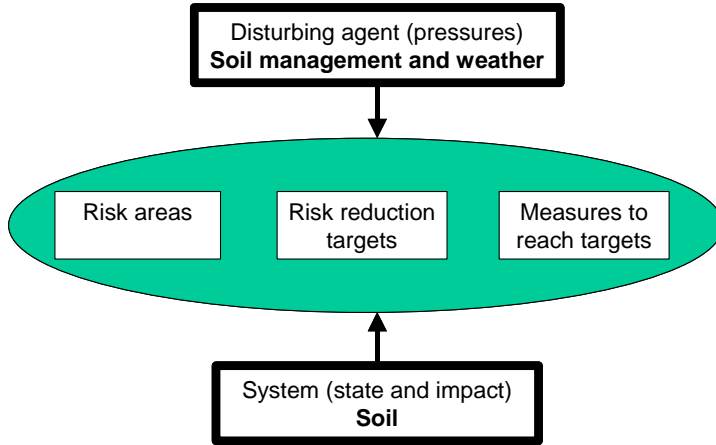 Disturbing agent (pressures)
Soil management and weather
Risk areas
Risk reduction
targets
Measures to
reach targets
System (state and impact)
Soil